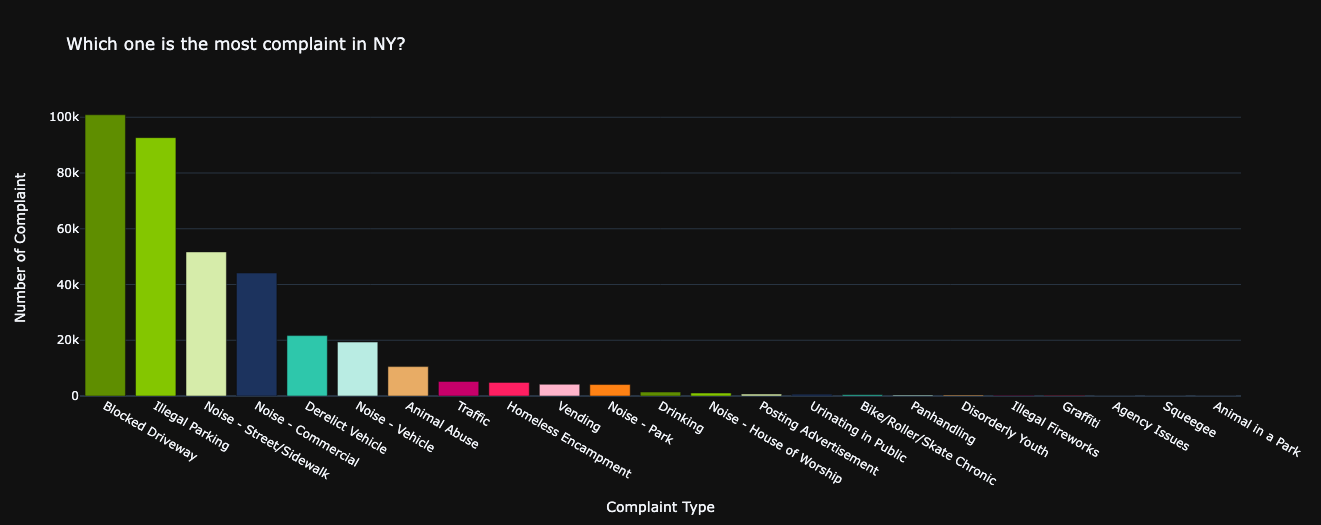 Which one is the most complaint in NY?
Number of Complaint
100k
80k
60k
40k
20k
0
Blocked Driveway
Illegal Parking
Noise - Street/Sidewalk
Noise - Commercial
Derelict Vehicle
Noise - Vehicle
Animal Abuse
Traffic
Homeless Encampment
Vending
Noise - Park
Drinking
Noise - House of Worship
Posting Advertisement
Urinating in Public
Bike/Roller/Skate Chronic
Panhandling
Disorderly Youth
Illegal Fireworks
Graffiti
Agency Issues
Squeegee
Animal in a Park
Complaint Type